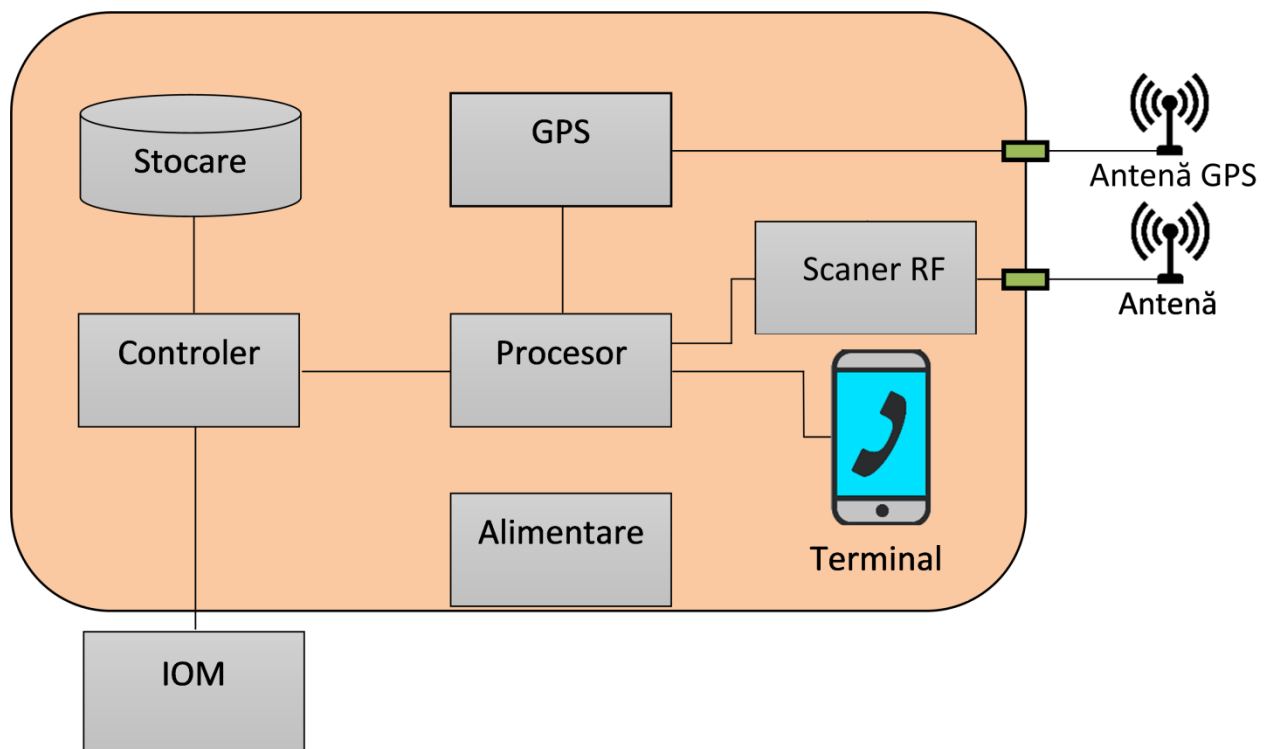 Stocare
GPS
Antenă GPS
Scaner RF
Antenă
Controler
Procesor
Alimentare
Terminal
IOM